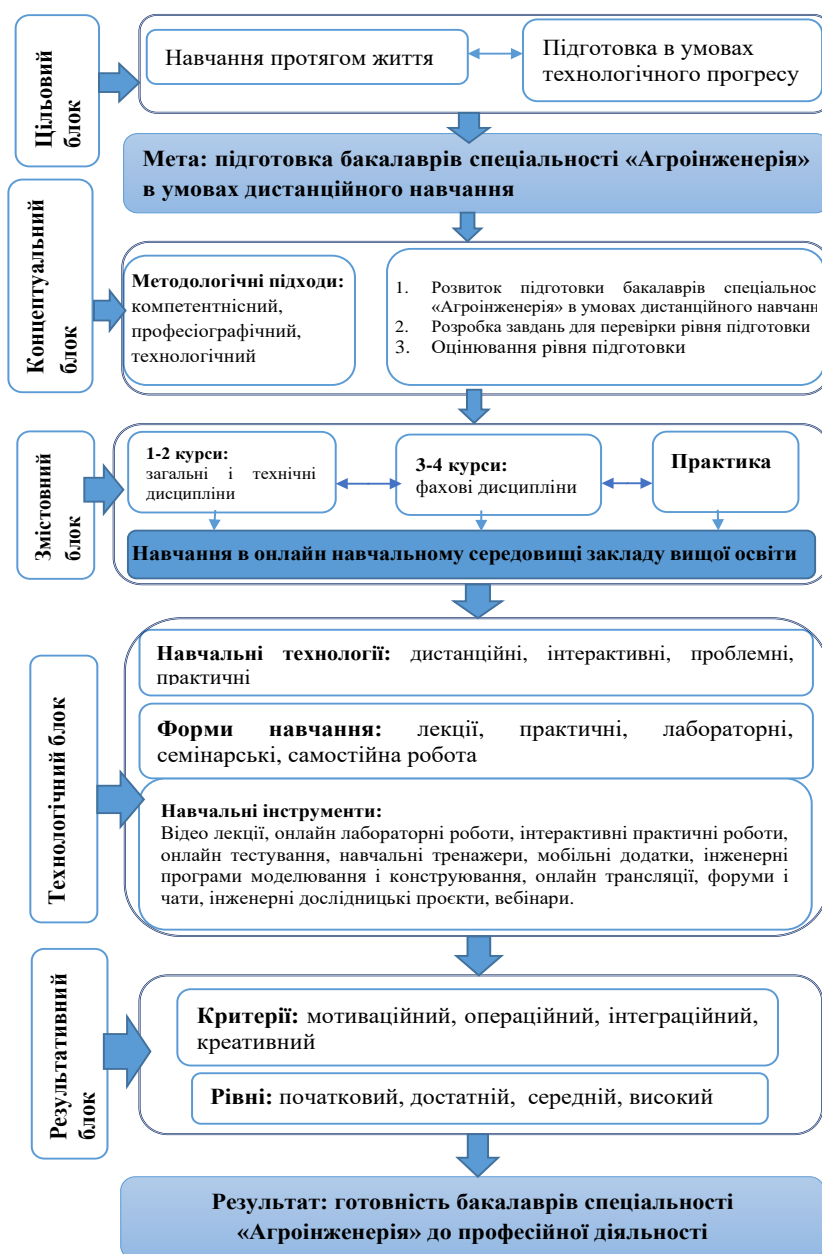 Цільовий
блок
Навчання протягом життя
Підготовка в умовах
технологічного прогресу
Мета: підготовка бакалаврів спеціальності «Агроінженерія»
в умовах дистанційного навчання
Концептуальний
блок
Методологічні підходи:
компетентнісний,
професіографічний,
технологічний
1. Розвиток підготовки бакалаврів спеціальнос
«Агроінженерія» в умовах дистанційного навчанн
2. Розробка завдань для перевірки рівня підготовки
3. Оцінювання рівня підготовки
Змістовний
блок
1-2 курси:
загальні і технічні
дисципліни
3-4 курси:
фахові дисципліни
Практика
Навчання в онлайн навчальному середовищі закладу вищої освіти
Технологічний блок
Навчальні технології: дистанційні, інтерактивні, проблемні,
практичні
Форми навчання: лекції, практичні, лабораторні,
семінарські, самостійна робота
Навчальні інструменти:
Відео лекції, онлайн лабораторні роботи, інтерактивні практичні роботи,
онлайн тестування, навчальні тренажери, мобільні додатки, інженерні
програми моделювання і конструювання, онлайн трансляції, форуми і
чати, інженерні дослідницькі проєкти, вебінари.
Результативний
блок
Критерії: мотиваційний, операційний, інтеграційний,
креативний
Рівні: початковий, достатній, середній, високий
Результат: готовність бакалаврів спеціальності
«Агроінженерія» до професійної діяльності